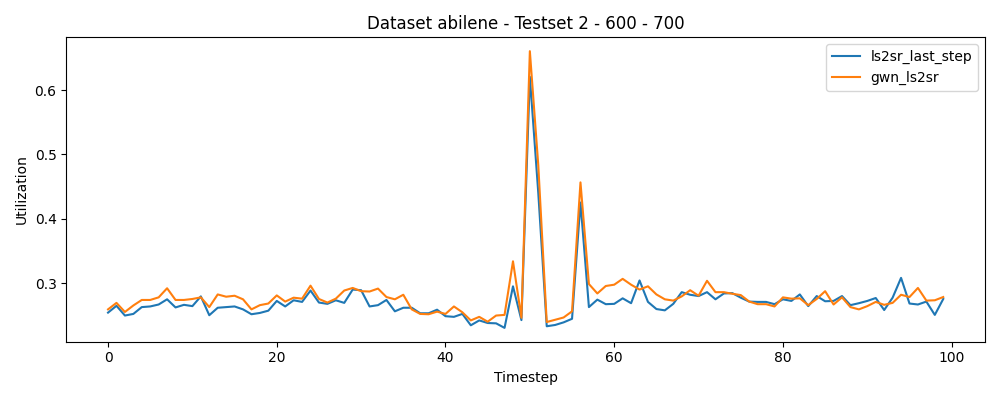 Dataset abilene - Testset 2 - 600 - 700
ls2sr_last_step
gwn_ls2sr
Utilization
0.6
0.5
0.4
0.3
0 20 40 60 80 100
Timestep